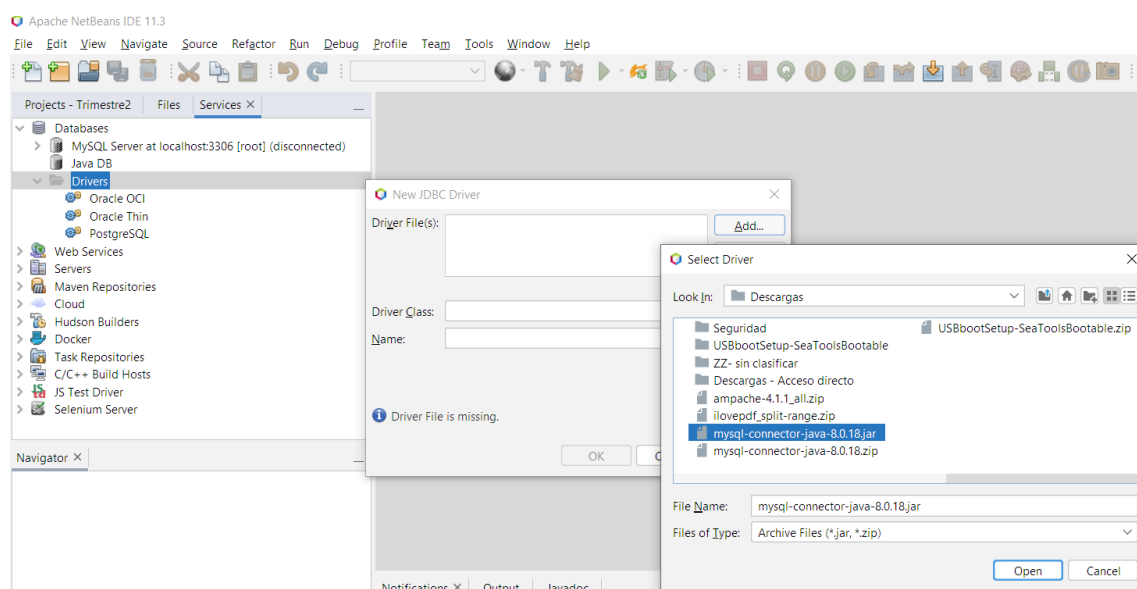 Apache NetBeans IDE 11.3
File Edit View Navigate Source Refactor Run Debug Profile Team Tools Window Help
Projects - Trimestre2 Files Services
Databases
MySQL Server at localhost:3306 [root] (disconnected)
Java DB
Drivers
Oracle OCI
Oracle Thin
PostgreSQL
Web Services
Servers
Maven Repositories
Cloud
Hudson Builders
Docker
Task Repositories
C/C++ Build Hosts
JS Test Driver
Selenium Server
Navigator
New JDBC Driver
Driver File(s):
Add...
Driver Class:
Name:
Driver File is missing.
OK
Select Driver
Look In: Descargas
Seguridad
USBbootSetup-SeaToolsBootable
ZZ- sin clasificar
Descargas - Acceso directo
ampache-4.1.1_all.zip
ilovepdf_split-range.zip
mysql-connector-java-8.0.18.jar
mysql-connector-java-8.0.18.zip
USBbootSetup-SeaToolsBootable.zip
File Name: mysql-connector-java-8.0.18.jar
Files of Type: Archive Files (*.jar, *.zip)
Open Cancel
Notifications Output Javadoc